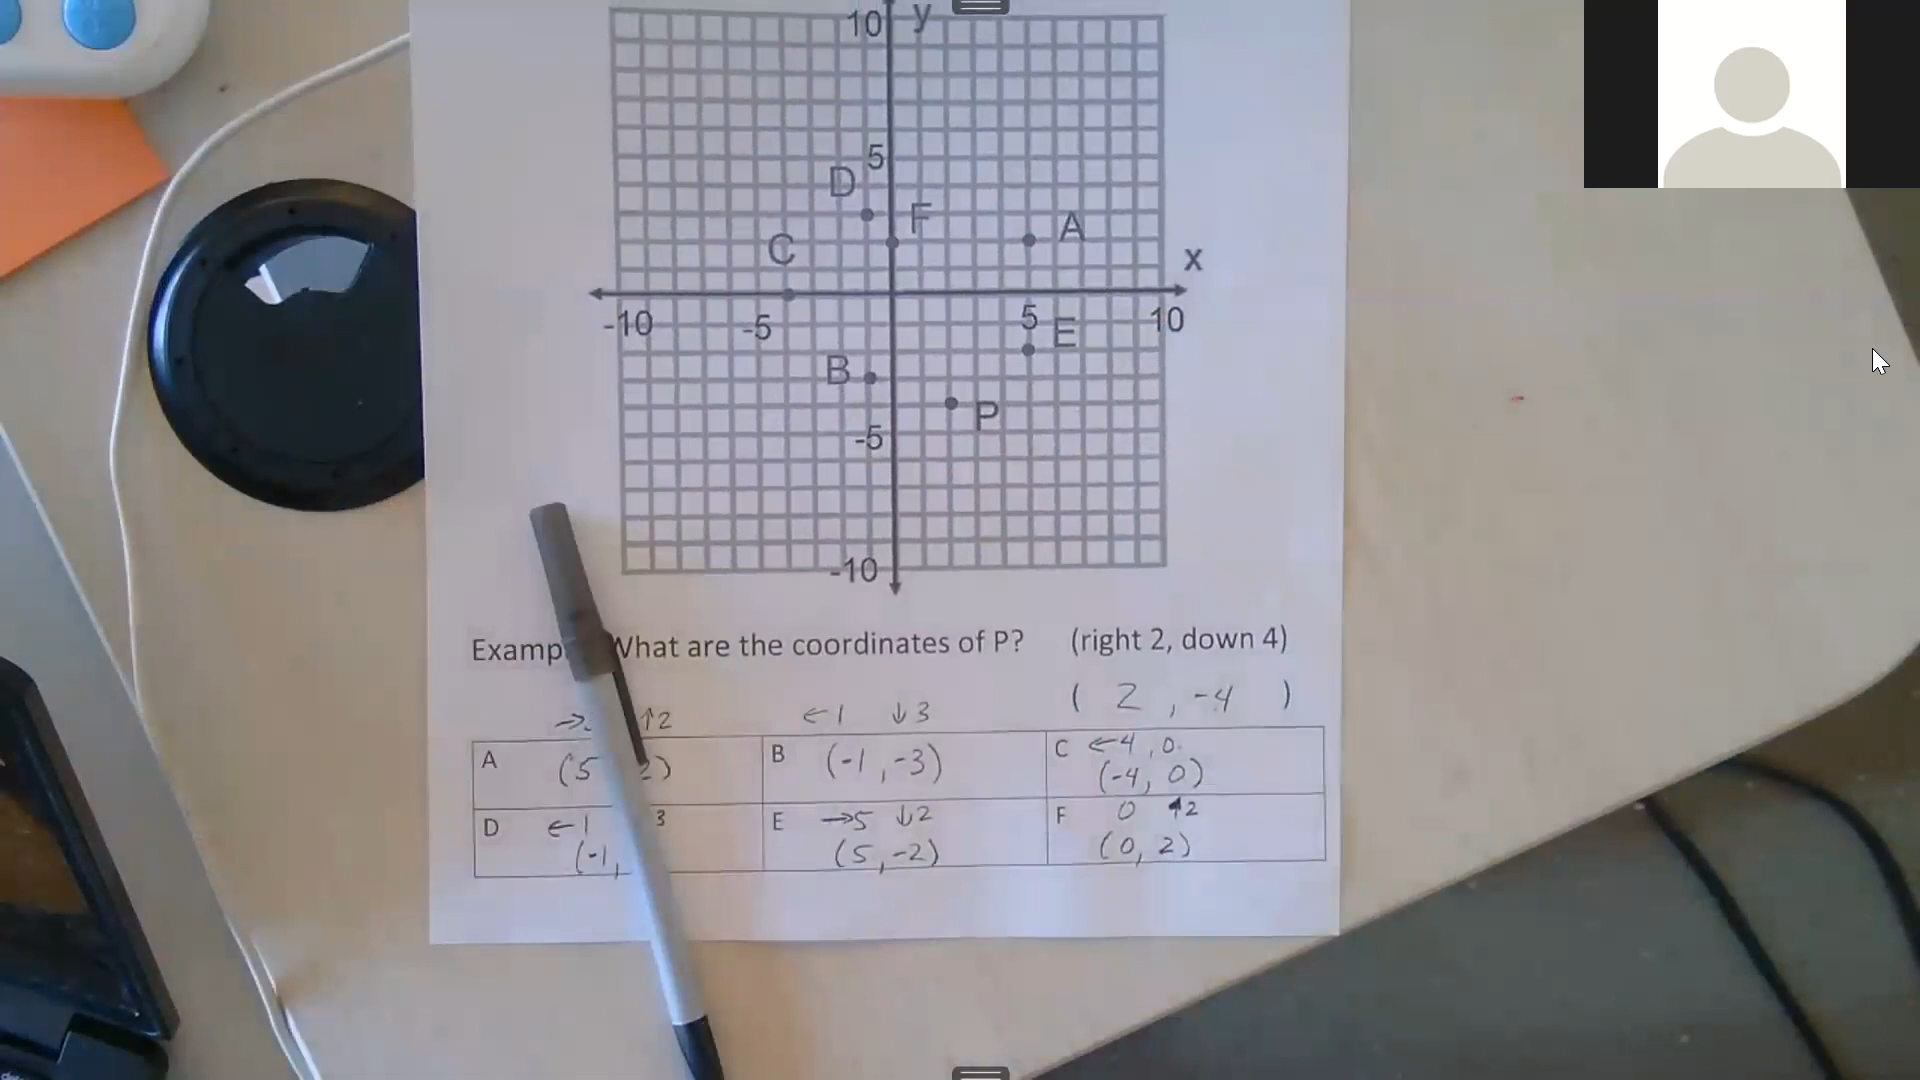 10 y
5
D
F
A
C
x
-10 -5 5 10
E
B
P
-5
-10
What are the coordinates of P? (right 2, down 4)
( 2 , -4 )
↑2 ←1 ↓3
A (5 2) B (-1, -3) C ←4, 0
(-4, 0)
D ←1 3 E →5 ↓2 F 0 ↑2
(-1, (5, -2) (0, 2)